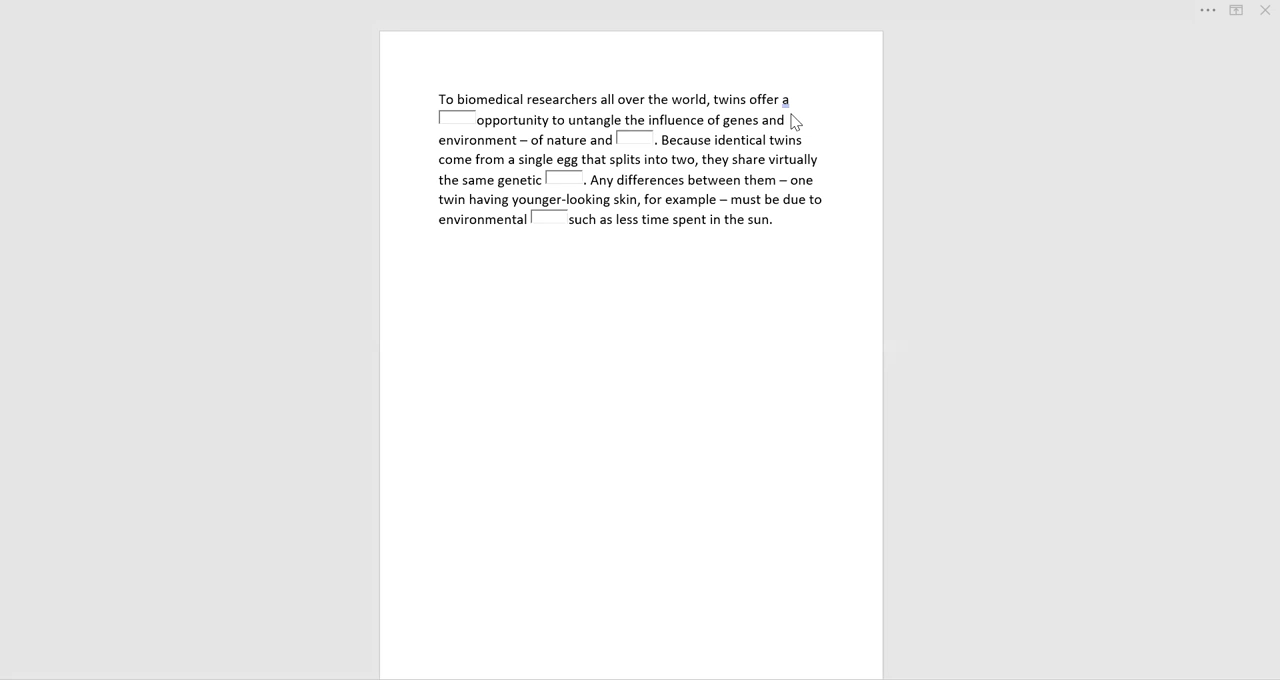 To biomedical researchers all over the world, twins offer a
opportunity to untangle the influence of genes and
environment – of nature and . Because identical twins
come from a single egg that splits into two, they share virtually
the same genetic . Any differences between them – one
twin having younger-looking skin, for example – must be due to
environmental such as less time spent in the sun.